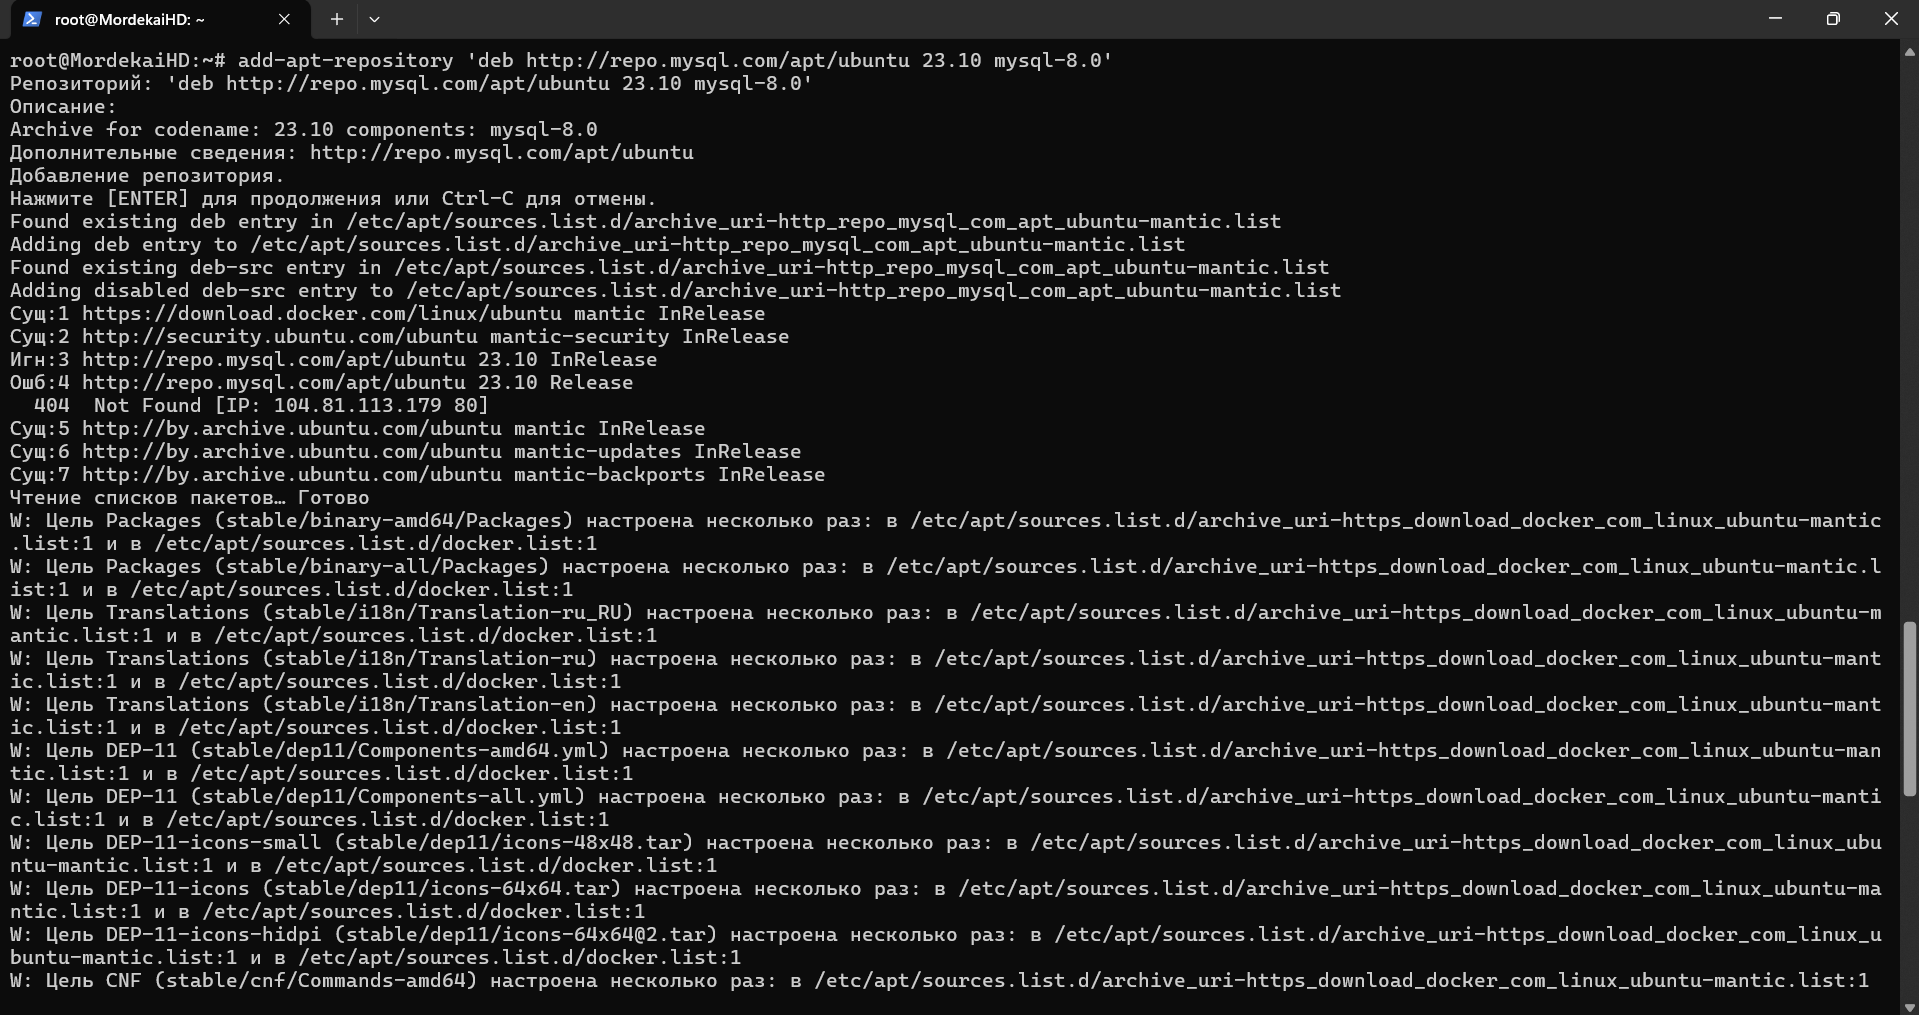 root@MordekaiHD: ~
root@MordekaiHD:~# add-apt-repository 'deb http://repo.mysql.com/apt/ubuntu 23.10 mysql-8.0'
Репозиторий: 'deb http://repo.mysql.com/apt/ubuntu 23.10 mysql-8.0'
Описание:
Archive for codename: 23.10 components: mysql-8.0
Дополнительные сведения: http://repo.mysql.com/apt/ubuntu
Добавление репозитория.
Нажмите [ENTER] для продолжения или Ctrl-C для отмены.
Found existing deb entry in /etc/apt/sources.list.d/archive_uri-http_repo_mysql_com_apt_ubuntu-mantic.list
Adding deb entry to /etc/apt/sources.list.d/archive_uri-http_repo_mysql_com_apt_ubuntu-mantic.list
Found existing deb-src entry in /etc/apt/sources.list.d/archive_uri-http_repo_mysql_com_apt_ubuntu-mantic.list
Adding disabled deb-src entry to /etc/apt/sources.list.d/archive_uri-http_repo_mysql_com_apt_ubuntu-mantic.list
Сущ:1 https://download.docker.com/linux/ubuntu mantic InRelease
Сущ:2 http://security.ubuntu.com/ubuntu mantic-security InRelease
Игн:3 http://repo.mysql.com/apt/ubuntu 23.10 InRelease
Ошб:4 http://repo.mysql.com/apt/ubuntu 23.10 Release
  404  Not Found [IP: 104.81.113.179 80]
Сущ:5 http://by.archive.ubuntu.com/ubuntu mantic InRelease
Сущ:6 http://by.archive.ubuntu.com/ubuntu mantic-updates InRelease
Сущ:7 http://by.archive.ubuntu.com/ubuntu mantic-backports InRelease
Чтение списков пакетов… Готово
W: Цель Packages (stable/binary-amd64/Packages) настроена несколько раз: в /etc/apt/sources.list.d/archive_uri-https_download_docker_com_linux_ubuntu-mantic
.list:1 и в /etc/apt/sources.list.d/docker.list:1
W: Цель Packages (stable/binary-all/Packages) настроена несколько раз: в /etc/apt/sources.list.d/archive_uri-https_download_docker_com_linux_ubuntu-mantic.l
ist:1 и в /etc/apt/sources.list.d/docker.list:1
W: Цель Translations (stable/i18n/Translation-ru_RU) настроена несколько раз: в /etc/apt/sources.list.d/archive_uri-https_download_docker_com_linux_ubuntu-m
antic.list:1 и в /etc/apt/sources.list.d/docker.list:1
W: Цель Translations (stable/i18n/Translation-ru) настроена несколько раз: в /etc/apt/sources.list.d/archive_uri-https_download_docker_com_linux_ubuntu-mant
ic.list:1 и в /etc/apt/sources.list.d/docker.list:1
W: Цель Translations (stable/i18n/Translation-en) настроена несколько раз: в /etc/apt/sources.list.d/archive_uri-https_download_docker_com_linux_ubuntu-mant
ic.list:1 и в /etc/apt/sources.list.d/docker.list:1
W: Цель DEP-11 (stable/dep11/Components-amd64.yml) настроена несколько раз: в /etc/apt/sources.list.d/archive_uri-https_download_docker_com_linux_ubuntu-man
tic.list:1 и в /etc/apt/sources.list.d/docker.list:1
W: Цель DEP-11 (stable/dep11/Components-all.yml) настроена несколько раз: в /etc/apt/sources.list.d/archive_uri-https_download_docker_com_linux_ubuntu-manti
c.list:1 и в /etc/apt/sources.list.d/docker.list:1
W: Цель DEP-11-icons-small (stable/dep11/icons-48x48.tar) настроена несколько раз: в /etc/apt/sources.list.d/archive_uri-https_download_docker_com_linux_ubu
ntu-mantic.list:1 и в /etc/apt/sources.list.d/docker.list:1
W: Цель DEP-11-icons (stable/dep11/icons-64x64.tar) настроена несколько раз: в /etc/apt/sources.list.d/archive_uri-https_download_docker_com_linux_ubuntu-ma
ntic.list:1 и в /etc/apt/sources.list.d/docker.list:1
W: Цель DEP-11-icons-hidpi (stable/dep11/icons-64x64@2.tar) настроена несколько раз: в /etc/apt/sources.list.d/archive_uri-https_download_docker_com_linux_u
buntu-mantic.list:1 и в /etc/apt/sources.list.d/docker.list:1
W: Цель CNF (stable/cnf/Commands-amd64) настроена несколько раз: в /etc/apt/sources.list.d/archive_uri-https_download_docker_com_linux_ubuntu-mantic.list:1